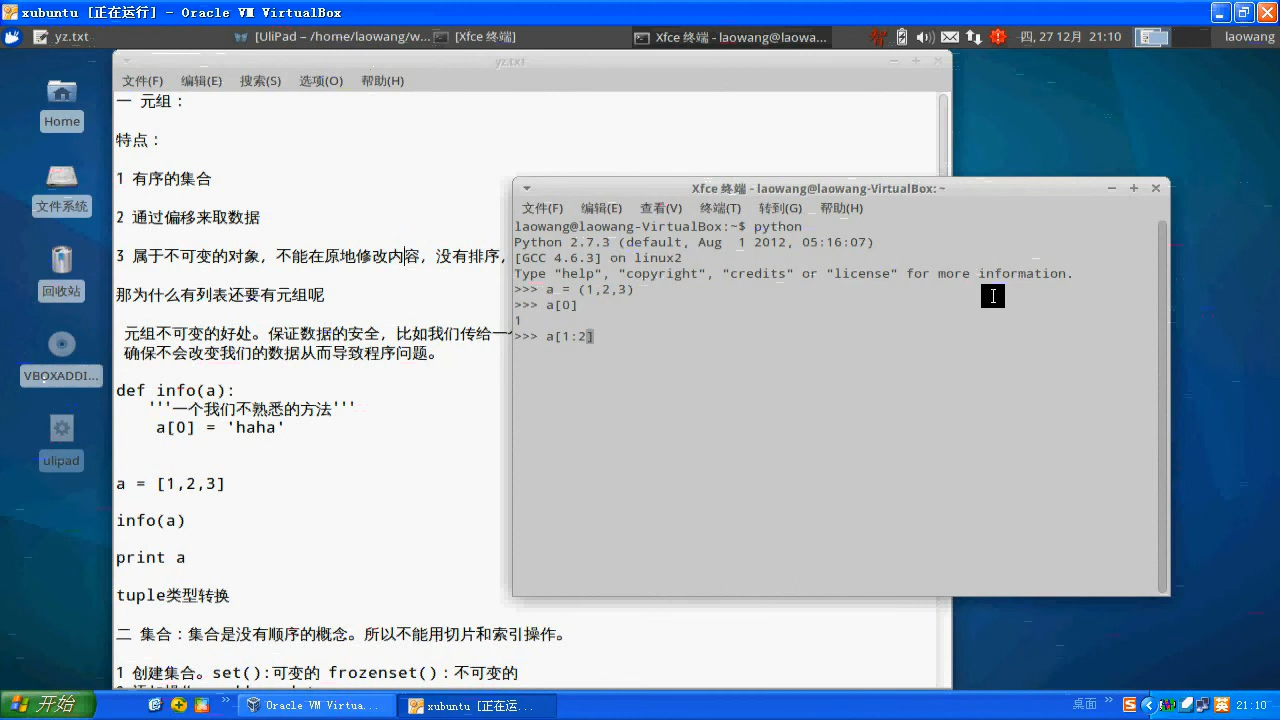 xubuntu [正在运行] - Oracle VM VirtualBox
yz.txt
[UliPad – /home/laowang/w...
[Xfce 终端]
Xfce 终端 - laowang@laowa...
四, 27 12月 21:10
laowang
Home
文件系统
回收站
VBOXADDI...
ulipad
yz.txt
文件(F) 编辑(E) 搜索(S) 选项(O) 帮助(H)
一 元组：
特点：
1 有序的集合
2 通过偏移来取数据
3 属于不可变的对象，不能在原地修改内容，没有排序，
那为什么有列表还要有元组呢
元组不可变的好处。保证数据的安全，比如我们传给一
确保不会改变我们的数据从而导致程序问题。
def info(a):
'''一个我们不熟悉的方法'''
a[0] = 'haha'
a = [1,2,3]
info(a)
print a
tuple类型转换
二 集合：集合是没有顺序的概念。所以不能用切片和索引操作。
1 创建集合。set():可变的 frozenset()：不可变的
Xfce 终端 - laowang@laowang-VirtualBox: ~
文件(F) 编辑(E) 查看(V) 终端(T) 转到(G) 帮助(H)
laowang@laowang-VirtualBox:~$ python
Python 2.7.3 (default, Aug  1 2012, 05:16:07)
[GCC 4.6.3] on linux2
Type "help", "copyright", "credits" or "license" for more information.
>>> a = (1,2,3)
>>> a[0]
1
>>> a[1:2]
开始
Oracle VM Virtua...
xubuntu [正在运...
桌面
英
21:10